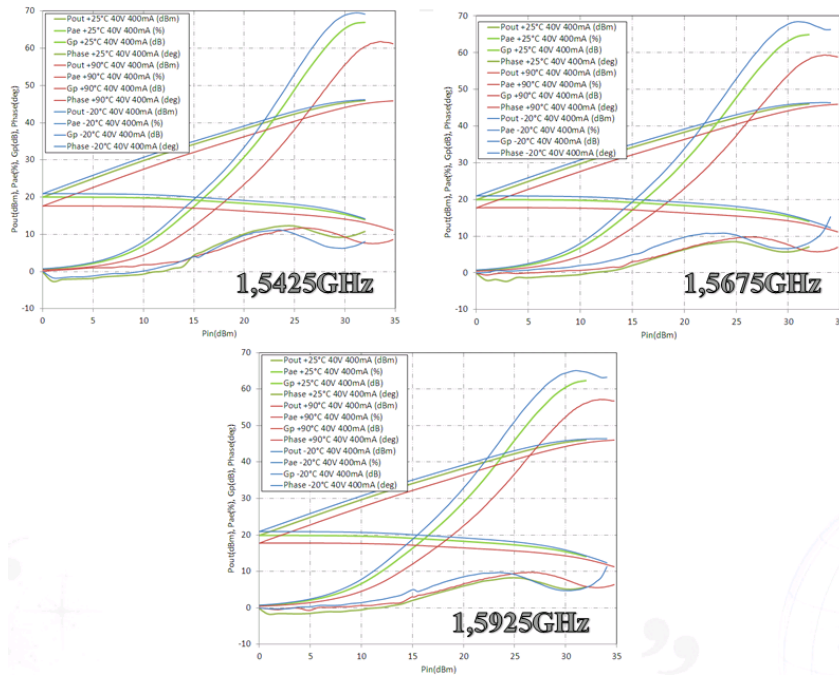 Pout +25°C 40V 400mA (dBm)
Pae +25°C 40V 400mA (%)
Gp +25°C 40V 400mA (dB)
Phase +25°C 40V 400mA (deg)
Pout +90°C 40V 400mA (dBm)
Pae +90°C 40V 400mA (%)
Gp +90°C 40V 400mA (dB)
Phase +90°C 40V 400mA (deg)
Pout -20°C 40V 400mA (dBm)
Pae -20°C 40V 400mA (%)
Gp -20°C 40V 400mA (dB)
Phase -20°C 40V 400mA (deg)
Pout(dBm), Pae(%), Gp(dB), Phase(deg)
70
60
50
40
30
20
10
0
-10
0
5
10
15
20
25
30
35
Pin(dBm)
1,5425GHz
Pout +25°C 40V 400mA (dBm)
Pae +25°C 40V 400mA (%)
Gp +25°C 40V 400mA (dB)
Phase +25°C 40V 400mA (deg)
Pout +90°C 40V 400mA (dBm)
Pae +90°C 40V 400mA (%)
Gp +90°C 40V 400mA (dB)
Phase +90°C 40V 400mA (deg)
Pout -20°C 40V 400mA (dBm)
Pae -20°C 40V 400mA (%)
Gp -20°C 40V 400mA (dB)
Phase -20°C 40V 400mA (deg)
Pout(dBm), Pae(%), Gp(dB), Phase(deg)
70
60
50
40
30
20
10
0
-10
0
5
10
15
20
25
30
35
Pin(dBm)
1,5675GHz
Pout +25°C 40V 400mA (dBm)
Pae +25°C 40V 400mA (%)
Gp +25°C 40V 400mA (dB)
Phase +25°C 40V 400mA (deg)
Pout +90°C 40V 400mA (dBm)
Pae +90°C 40V 400mA (%)
Gp +90°C 40V 400mA (dB)
Phase +90°C 40V 400mA (deg)
Pout -20°C 40V 400mA (dBm)
Pae -20°C 40V 400mA (%)
Gp -20°C 40V 400mA (dB)
Phase -20°C 40V 400mA (deg)
Pout(dBm), Pae(%), Gp(dB), Phase(deg)
70
60
50
40
30
20
10
0
-10
0
5
10
15
20
25
30
35
Pin(dBm)
1,5925GHz